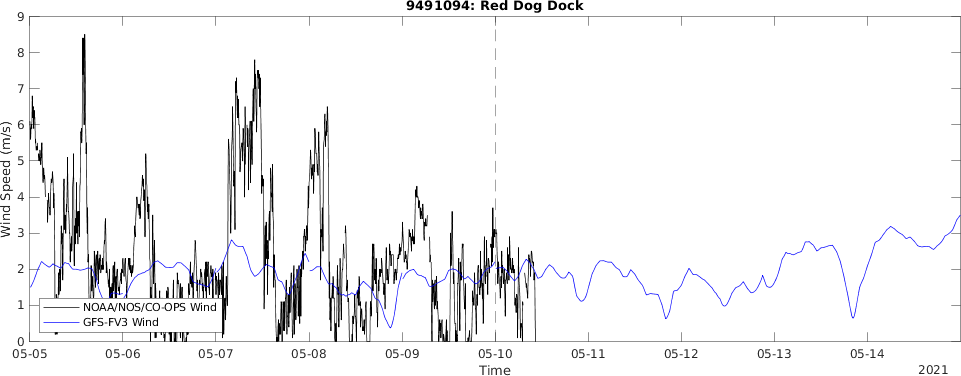 9491094: Red Dog Dock
Wind Speed (m/s)
9
8
7
6
5
4
3
2
1
0
NOAA/NOS/CO-OPS Wind
GFS-FV3 Wind
05-05 05-06 05-07 05-08 05-09 05-10 05-11 05-12 05-13 05-14
Time
2021